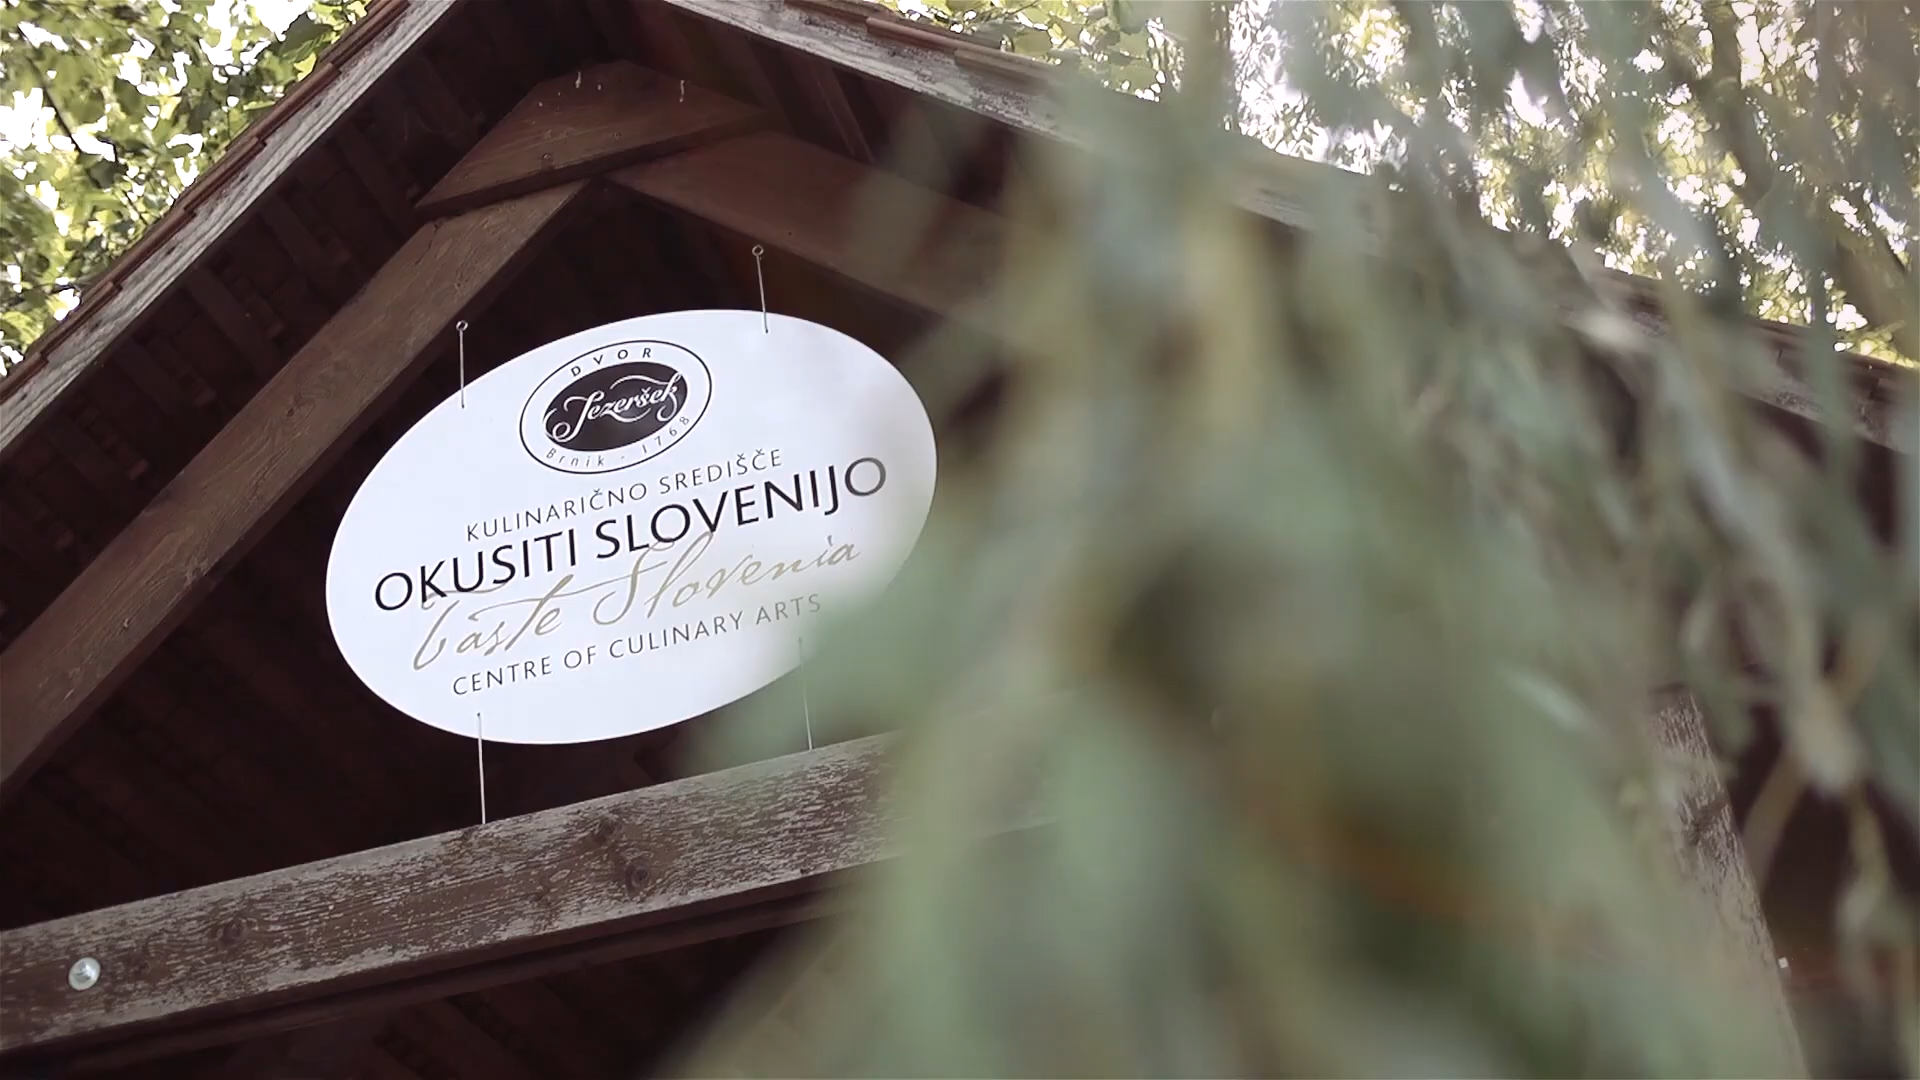 DVOR
Jezeršek
Brnik - 1768
KULINARIČNO SREDIŠČE
OKUSITI SLOVENIJO
Taste Slovenia
CENTRE OF CULINARY ARTS